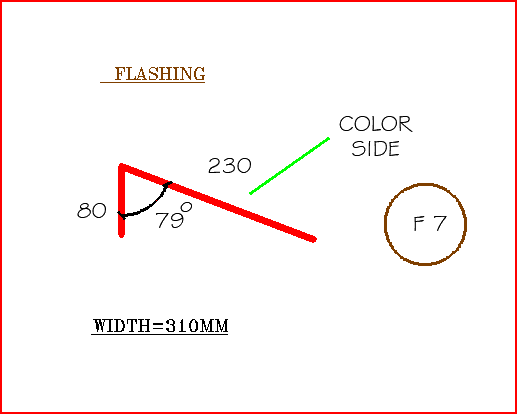 FLASHING
COLOR
SIDE
230
80
79°
F 7
WIDTH=310MM